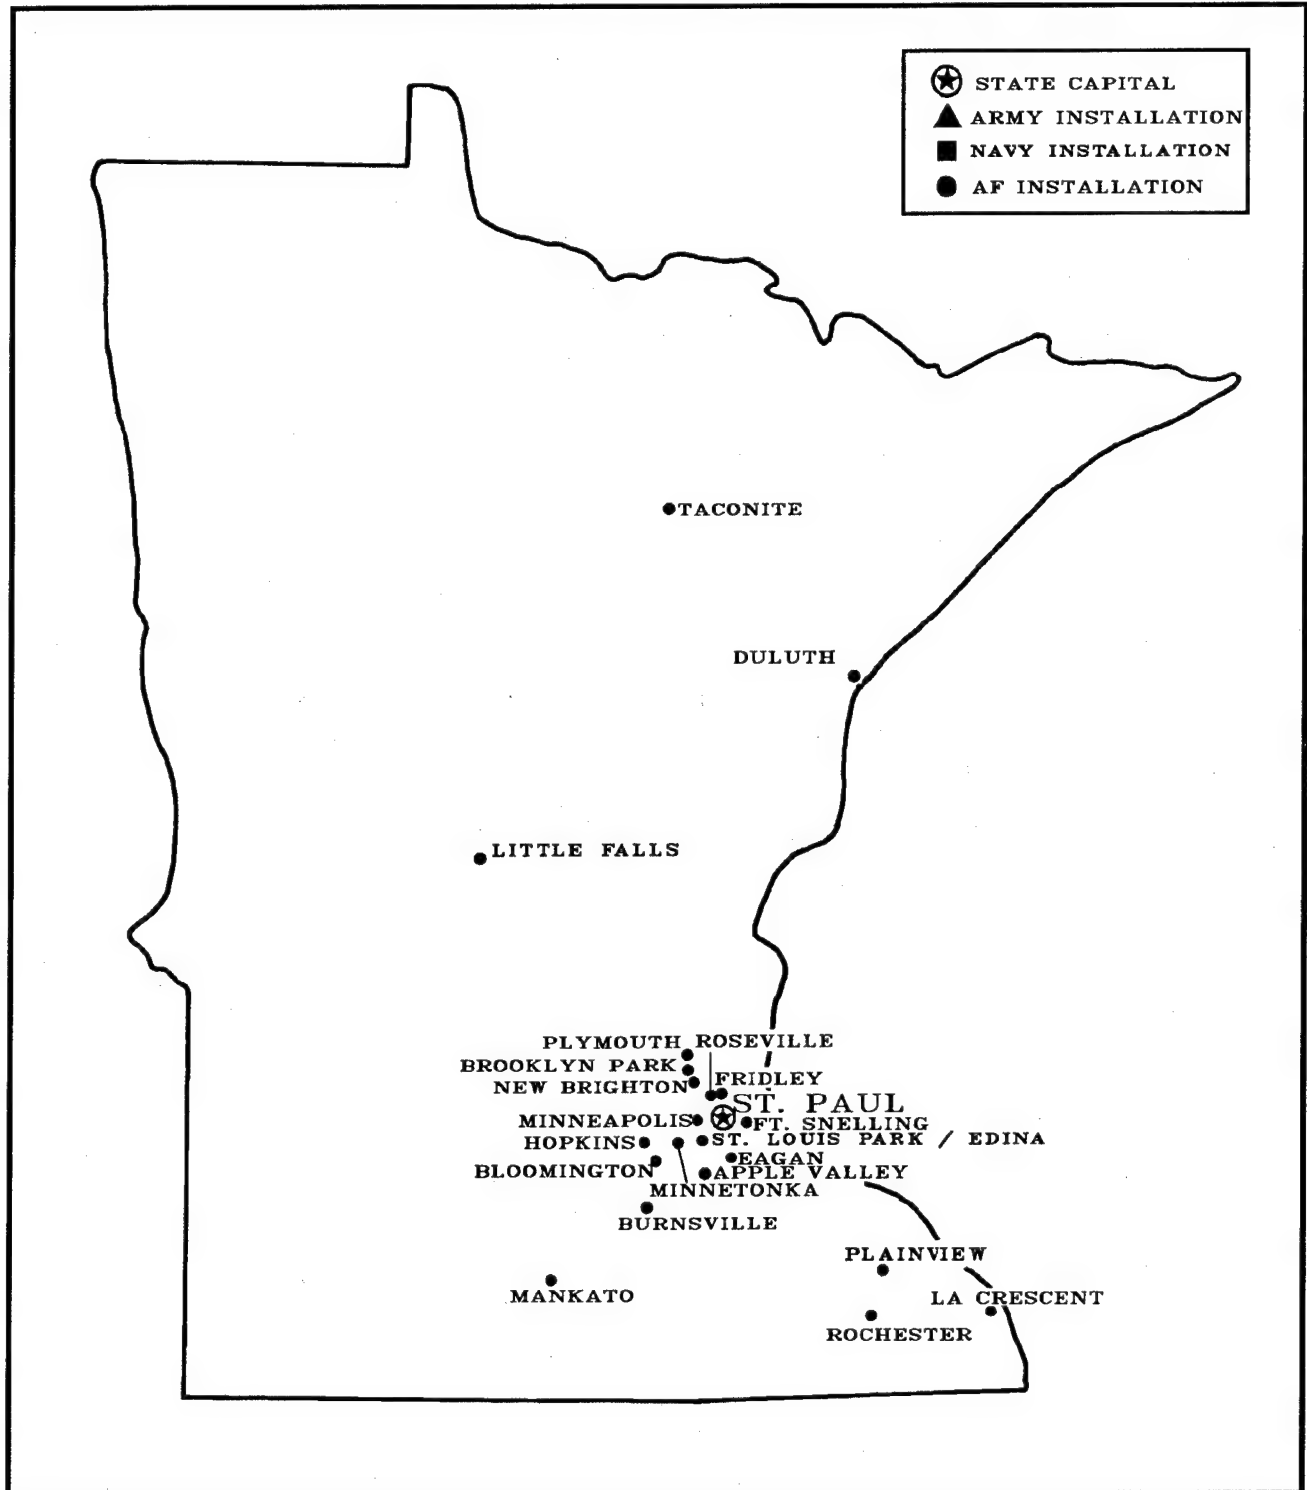 STATE CAPITAL
ARMY INSTALLATION
NAVY INSTALLATION
AF INSTALLATION
TACONITE
DULUTH
LITTLE FALLS
PLYMOUTH ROSEVILLE
BROOKLYN PARK
NEW BRIGHTON FRIDLEY
ST. PAUL
MINNEAPOLIS FT. SNELLING
HOPKINS ST. LOUIS PARK / EDINA
EAGAN
BLOOMINGTON APPLE VALLEY
MINNETONKA
BURNSVILLE
PLAINVIEW
MANKATO LA CRESCENT
ROCHESTER